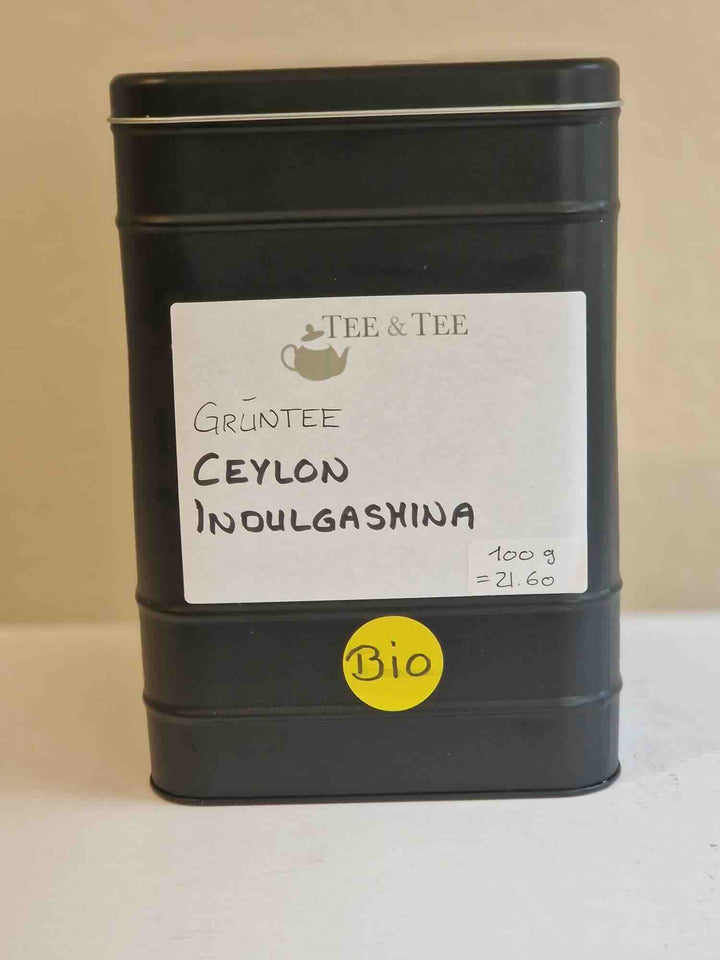 TEE & TEE
GRÜNTEE
CEYLON
INDULGASHINA
100 g
= 21.60
Bio